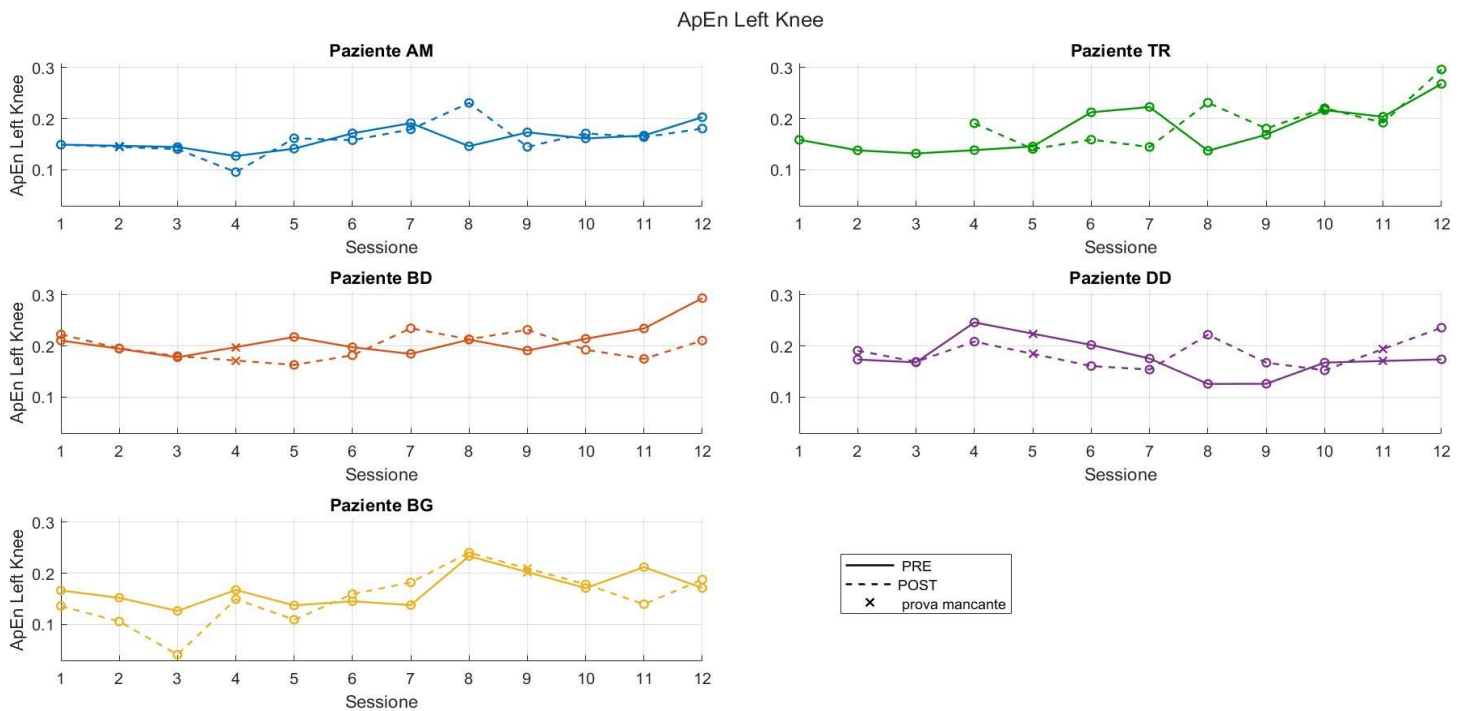 ApEn Left Knee
Paziente AM
ApEn Left Knee
0.3
0.2
0.1
1 2 3 4 5 6 7 8 9 10 11 12
Sessione
Paziente TR
ApEn Left Knee
0.3
0.2
0.1
1 2 3 4 5 6 7 8 9 10 11 12
Sessione
Paziente BD
ApEn Left Knee
0.3
0.2
0.1
1 2 3 4 5 6 7 8 9 10 11 12
Sessione
Paziente DD
ApEn Left Knee
0.3
0.2
0.1
1 2 3 4 5 6 7 8 9 10 11 12
Sessione
Paziente BG
ApEn Left Knee
0.3
0.2
0.1
1 2 3 4 5 6 7 8 9 10 11 12
Sessione
PRE
POST
prova mancante